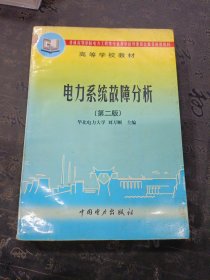 高等学校教材
电力系统故障分析
(第二版)
华北电力大学 刘万顺 主编
中国电力出版社